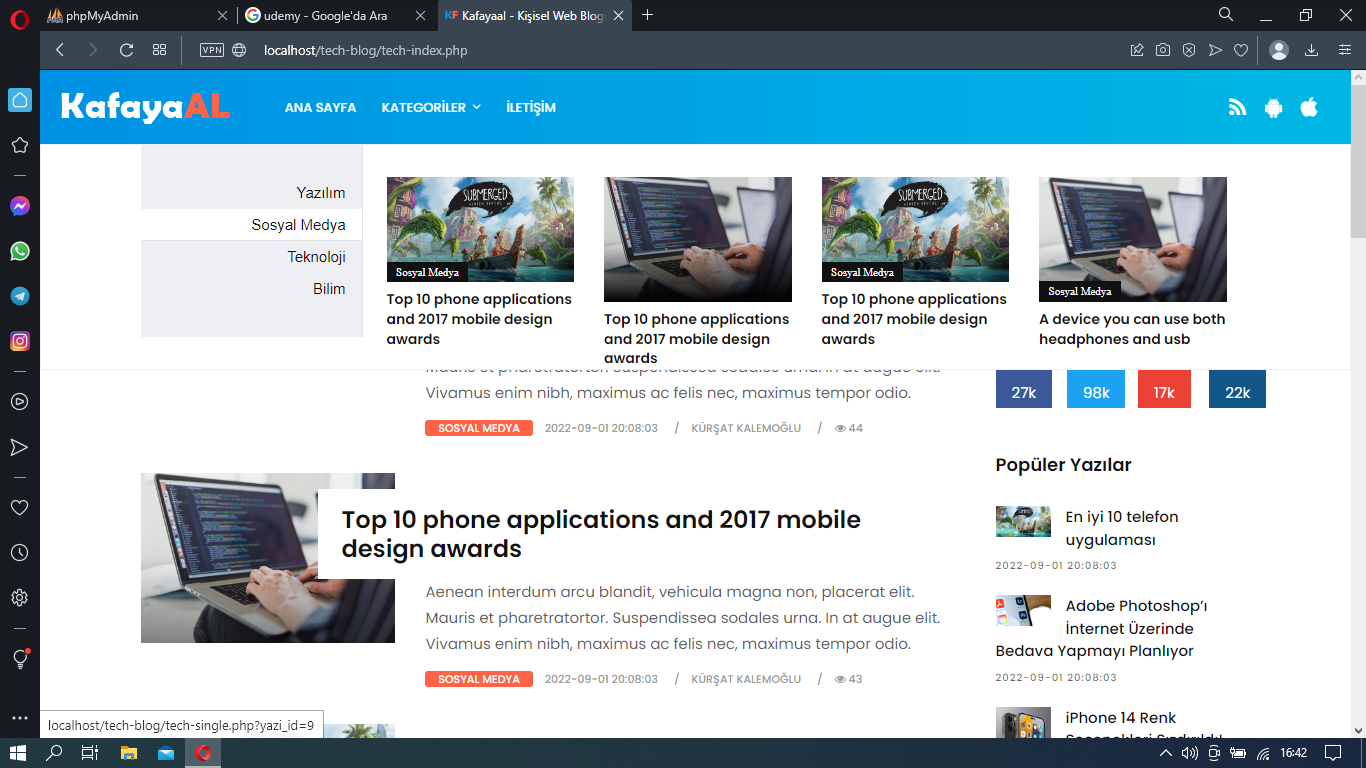 phpMyAdmin
udemy - Google'da Ara
KF Kafayaal - Kişisel Web Blog
VPN
localhost/tech-blog/tech-index.php
KafayaAL
ANA SAYFA
KATEGORİLER
İLETİŞİM
Yazılım
Sosyal Medya
Teknoloji
Bilim
SUBMERGED
Sosyal Medya
Top 10 phone applications
and 2017 mobile design
awards
Top 10 phone applications
and 2017 mobile design
awards
SUBMERGED
Sosyal Medya
Top 10 phone applications
and 2017 mobile design
awards
Sosyal Medya
A device you can use both
headphones and usb
Mauris et pharetratortor. Suspendisse sodales urna. In at augue elit.
Vivamus enim nibh, maximus ac felis nec, maximus tempor odio.
SOSYAL MEDYA 2022-09-01 20:08:03 / KÜRŞAT KALEMOĞLU / 44
27k
98k
17k
22k
Top 10 phone applications and 2017 mobile
design awards
Aenean interdum arcu blandit, vehicula magna non, placerat elit.
Mauris et pharetratortor. Suspendissea sodales urna. In at augue elit.
Vivamus enim nibh, maximus ac felis nec, maximus tempor odio.
SOSYAL MEDYA 2022-09-01 20:08:03 / KÜRŞAT KALEMOĞLU / 43
Popüler Yazılar
En iyi 10 telefon
uygulaması
2022-09-01 20:08:03
Adobe Photoshop’ı
İnternet Üzerinde
Bedava Yapmayı Planlıyor
2022-09-01 20:08:03
iPhone 14 Renk
Seçenekleri Sızdırıldı!
localhost/tech-blog/tech-single.php?yazi_id=9
16:42